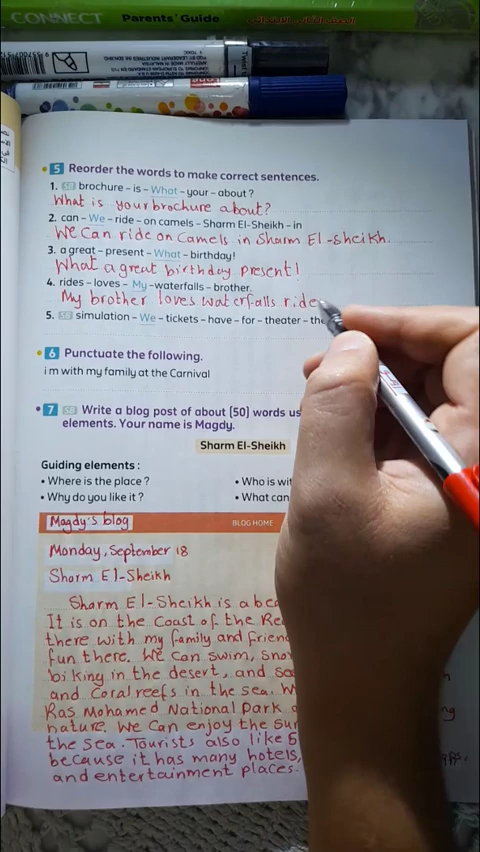 CONNECT Parents' Guide
5 Reorder the words to make correct sentences.
1. SB brochure – is – What – your – about ?
What is your brochure about?
2. can – We – ride – on camels – Sharm El-Sheikh – in
We Can ride on Camels in Sharm El-Sheikh.
3. a great – present – What – birthday!
What a great birthday present!
4. rides – loves – My – waterfalls – brother.
My brother loves waterfalls ride
5. SB simulation – We – tickets – have – for – theater – the
6 Punctuate the following.
i m with my family at the Carnival
7 SB Write a blog post of about (50) words us
elements. Your name is Magdy.
Sharm El-Sheikh
Guiding elements :
• Where is the place ? • Who is wit
• Why do you like it ? • What can
Magdy's blog BLOG HOME
Monday, September 18
Sharm El-Sheikh
Sharm El-Sheikh is a bea
It is on the Coast of the Re
there with my family and friend
fun there. We can swim, sno
biking in the desert, and
and Coral reefs in the sea. W
Ras Mohamed National Park
nature. We Can enjoy the sun
the sea. Tourists also like
because it has many hotels,
and entertainment places.